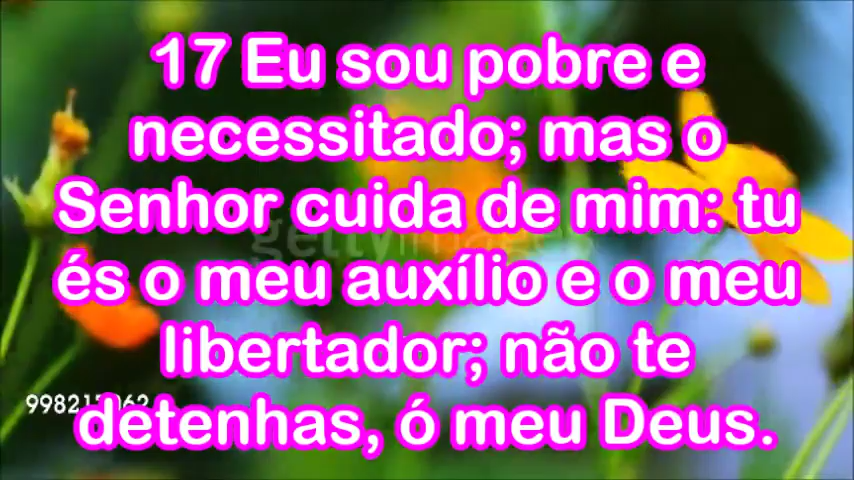 17 Eu sou pobre e
necessitado; mas o
Senhor cuida de mim: tu
és o meu auxílio e o meu
libertador; não te
detenhas, ó meu Deus.
gettyimages